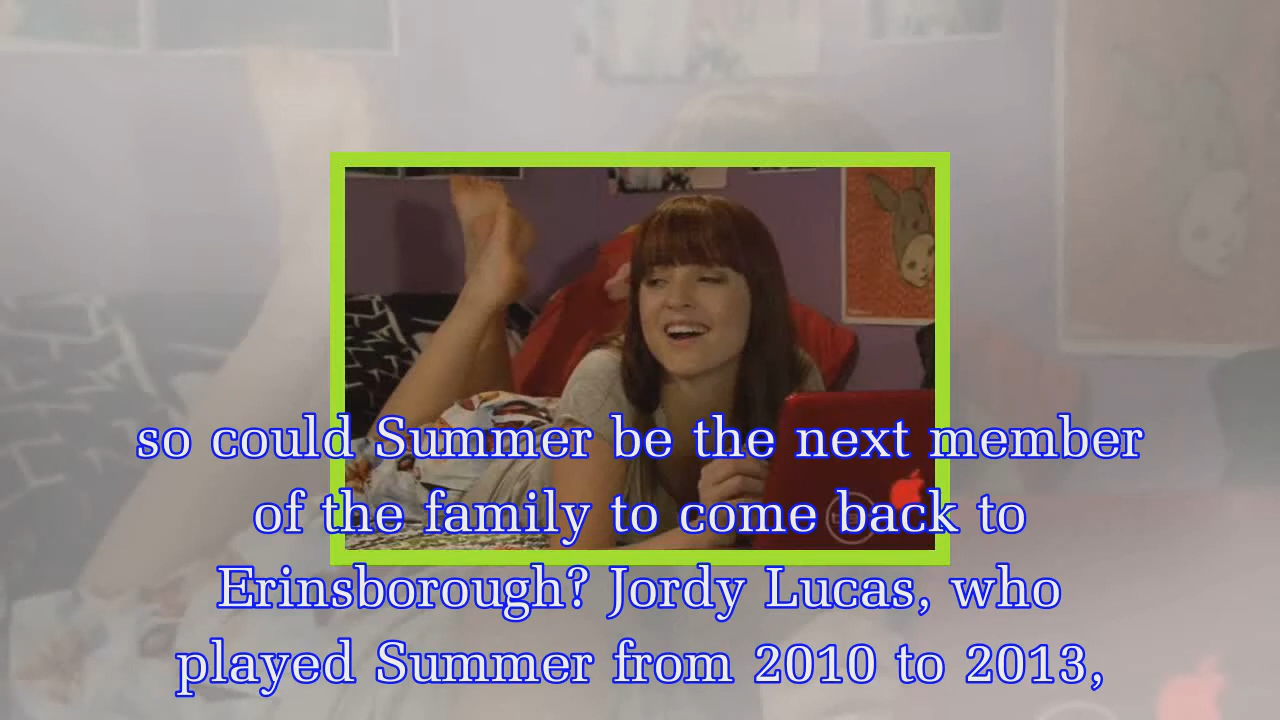 so could Summer be the next member
of the family to come back to
Erinsborough? Jordy Lucas, who
played Summer from 2010 to 2013,